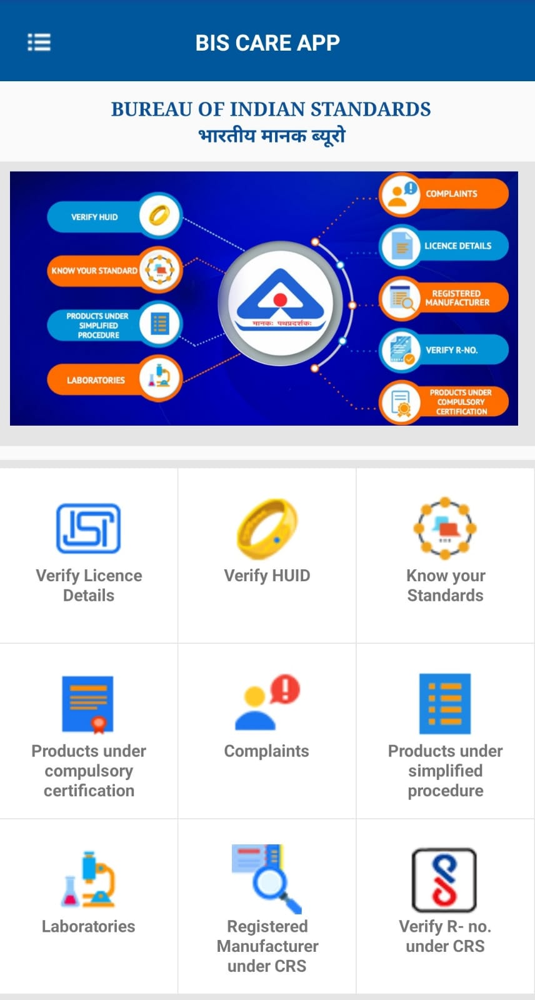 BIS CARE APP
BUREAU OF INDIAN STANDARDS
भारतीय मानक ब्यूरो
VERIFY HUID
KNOW YOUR STANDARD
PRODUCTS UNDER
SIMPLIFIED
PROCEDURE
LABORATORIES
मानकः पथप्रदर्शकः
COMPLAINTS
LICENCE DETAILS
REGISTERED
MANUFACTURER
VERIFY R-NO.
PRODUCTS UNDER
COMPULSORY
CERTIFICATION
ISI
Verify Licence
Details
Verify HUID
Know your
Standards
Products under
compulsory
certification
Complaints
Products under
simplified
procedure
Laboratories
Registered
Manufacturer
under CRS
Verify R- no.
under CRS